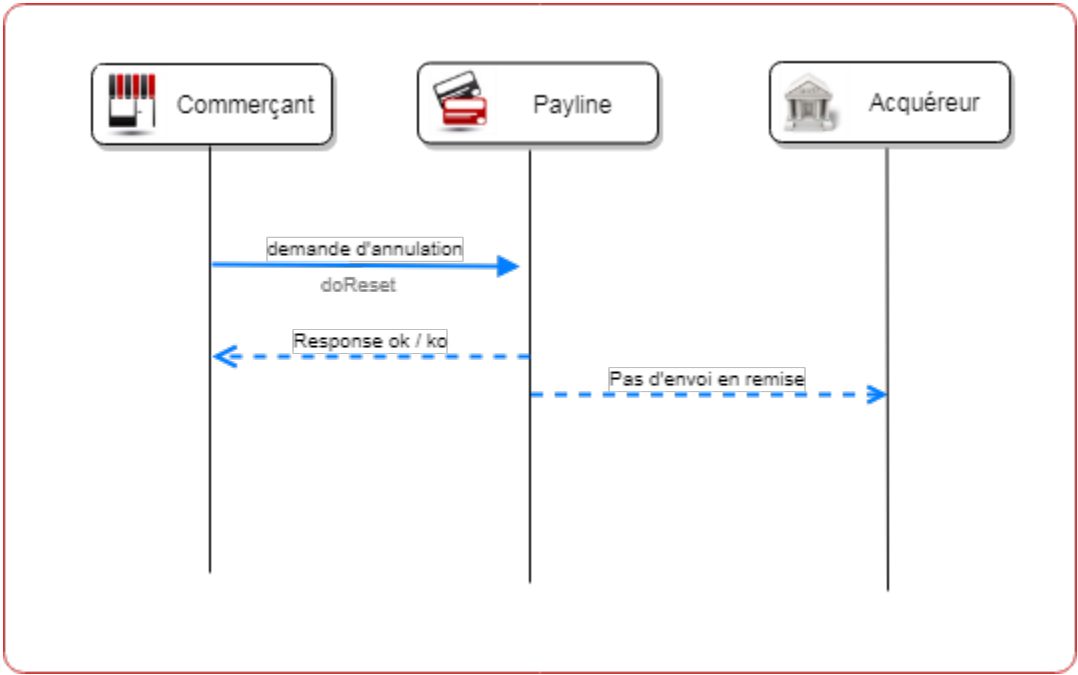 Commerçant
Payline
Acquéreur
demande d'annulation
doReset
Response ok / ko
Pas d'envoi en remise